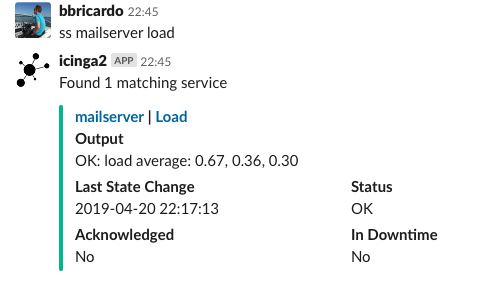 bbricardo 22:45
ss mailserver load
icinga2 APP 22:45
Found 1 matching service
mailserver | Load
Output
OK: load average: 0.67, 0.36, 0.30
Last State Change Status
2019-04-20 22:17:13 OK
Acknowledged In Downtime
No No